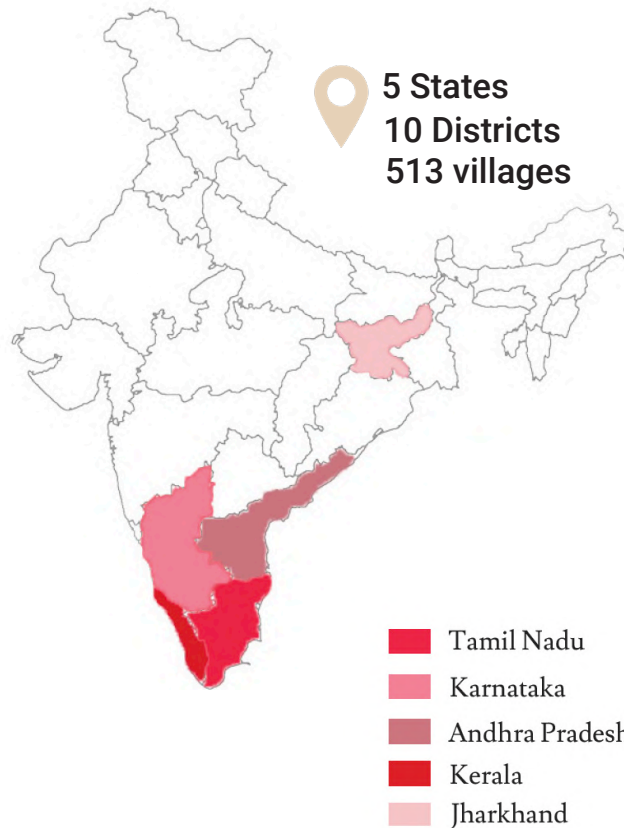 5 States
10 Districts
513 villages
Tamil Nadu
Karnataka
Andhra Pradesh
Kerala
Jharkhand